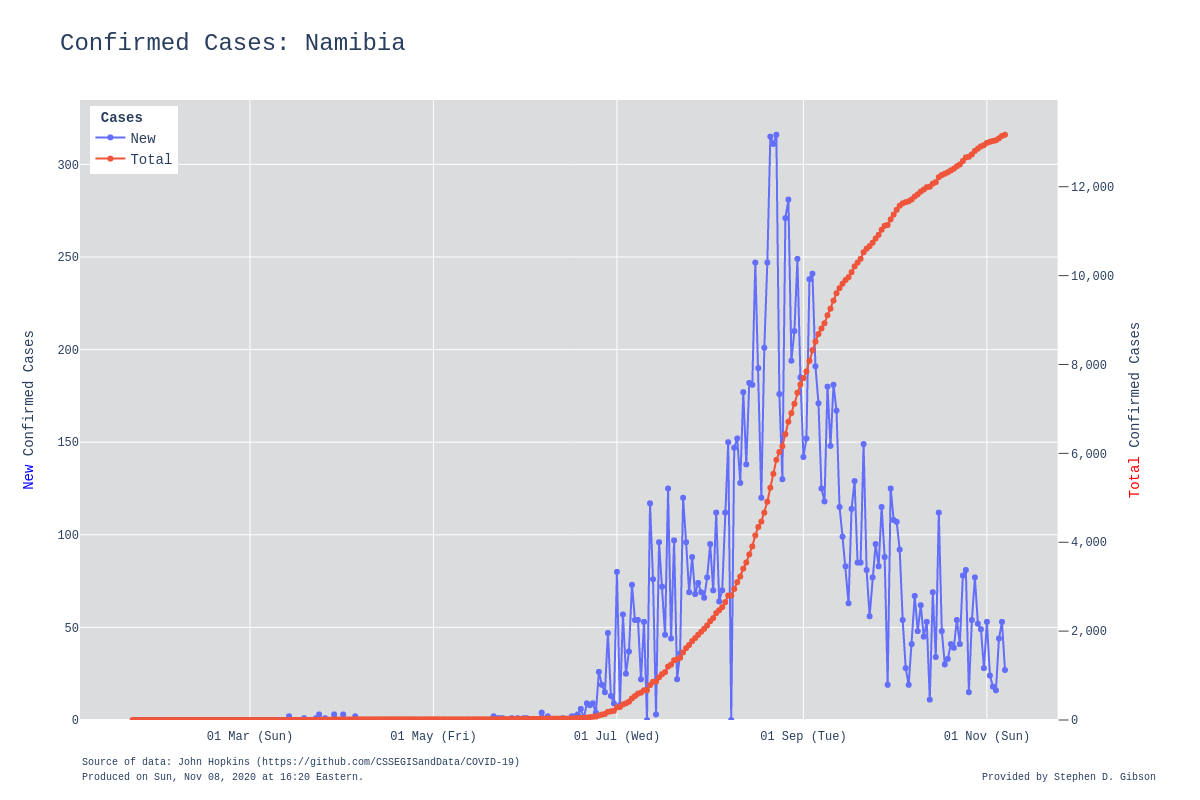 Confirmed Cases: Namibia
Cases
New
Total
300
250
200
150
100
50
0
New Confirmed Cases
12,000
10,000
8,000
6,000
4,000
2,000
0
Total Confirmed Cases
01 Mar (Sun) 01 May (Fri) 01 Jul (Wed) 01 Sep (Tue) 01 Nov (Sun)
Source of data: John Hopkins (https://github.com/CSSEGISandData/COVID-19)
Produced on Sun, Nov 08, 2020 at 16:20 Eastern.
Provided by Stephen D. Gibson